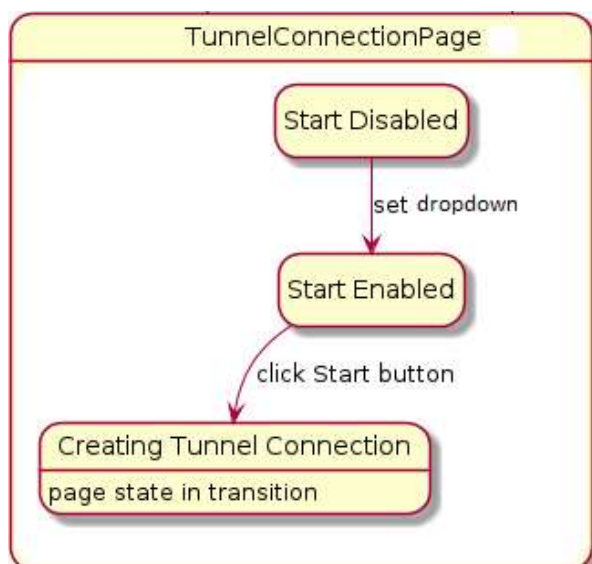 TunnelConnectionPage
Start Disabled
set dropdown
Start Enabled
click Start button
Creating Tunnel Connection
page state in transition